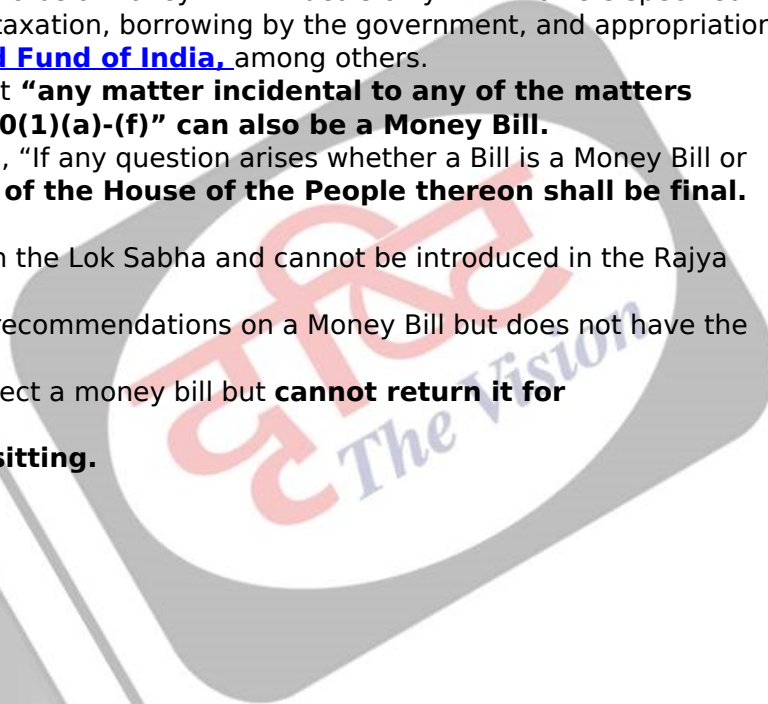 taxation, borrowing by the government, and appropriation
d Fund of India, among others.
t “any matter incidental to any of the matters
0(1)(a)-(f)” can also be a Money Bill.
, “If any question arises whether a Bill is a Money Bill or
of the House of the People thereon shall be final.
n the Lok Sabha and cannot be introduced in the Rajya
recommendations on a Money Bill but does not have the
ect a money bill but cannot return it for
sitting.
दृष्टि
The Vision